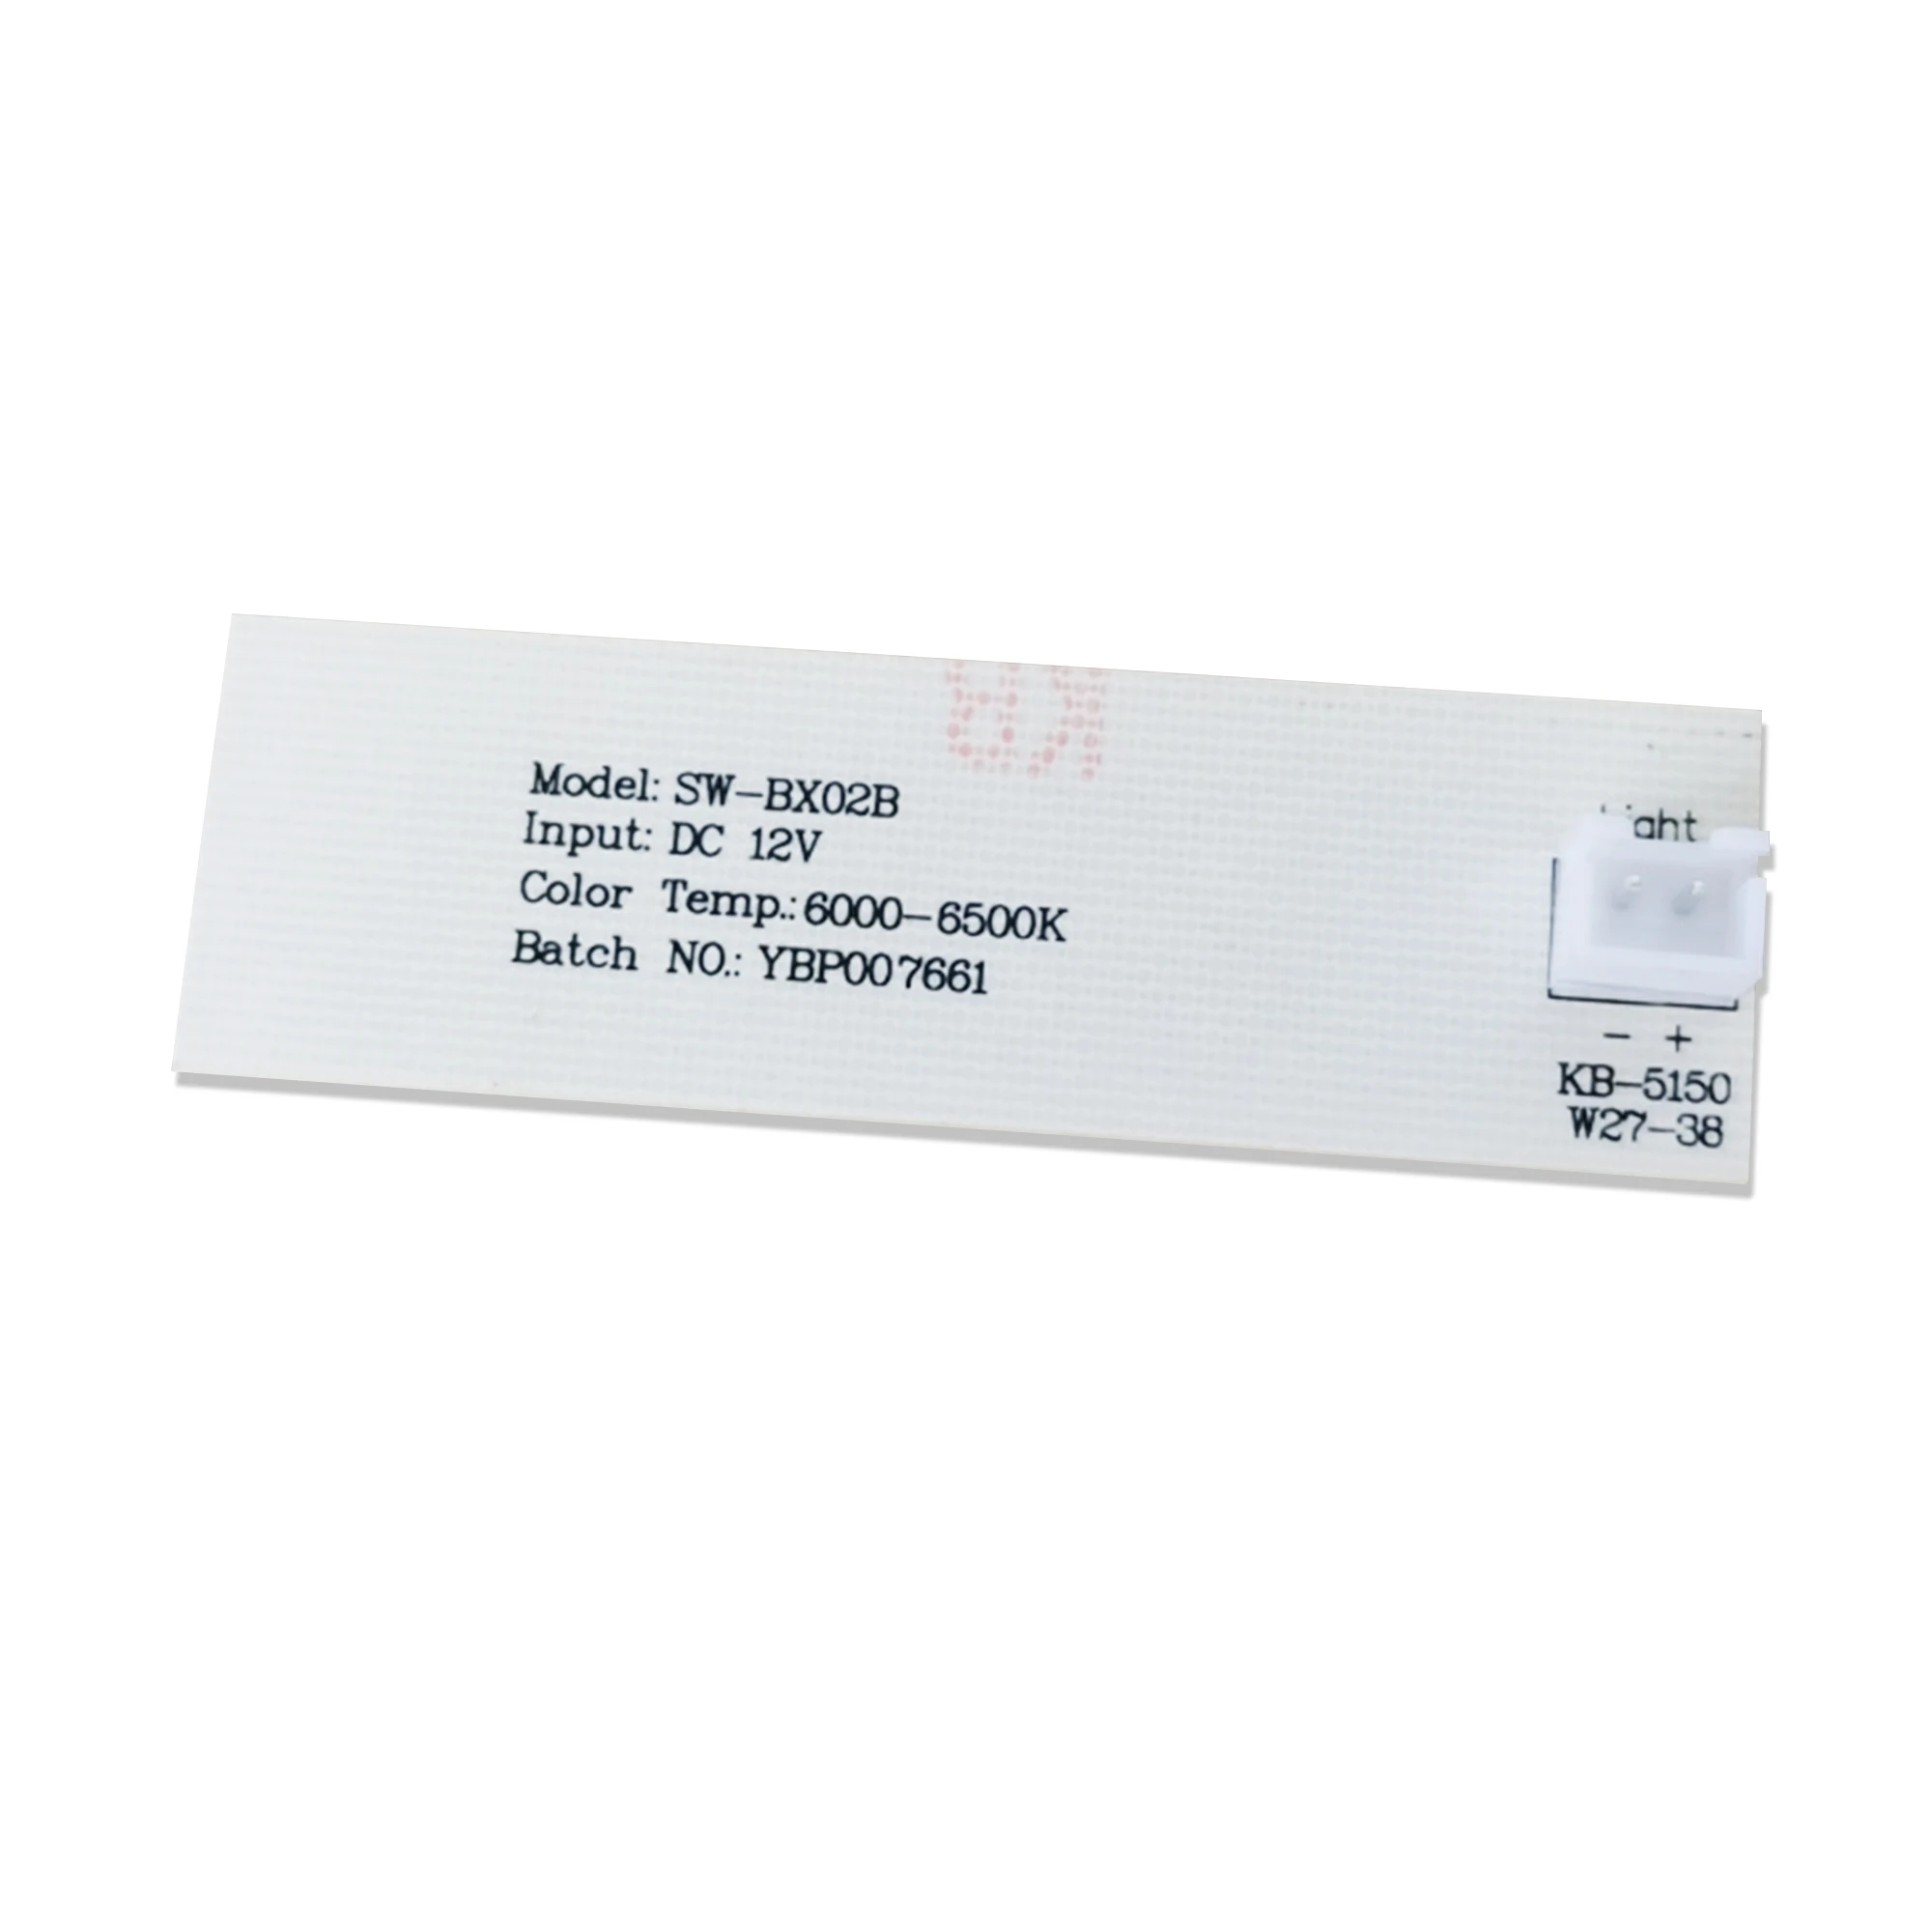 Model: SW-BX02B
Input: DC 12V
Color Temp.: 6000-6500K
Batch NO.: YBP007661
- +
KB-5150
W27-38